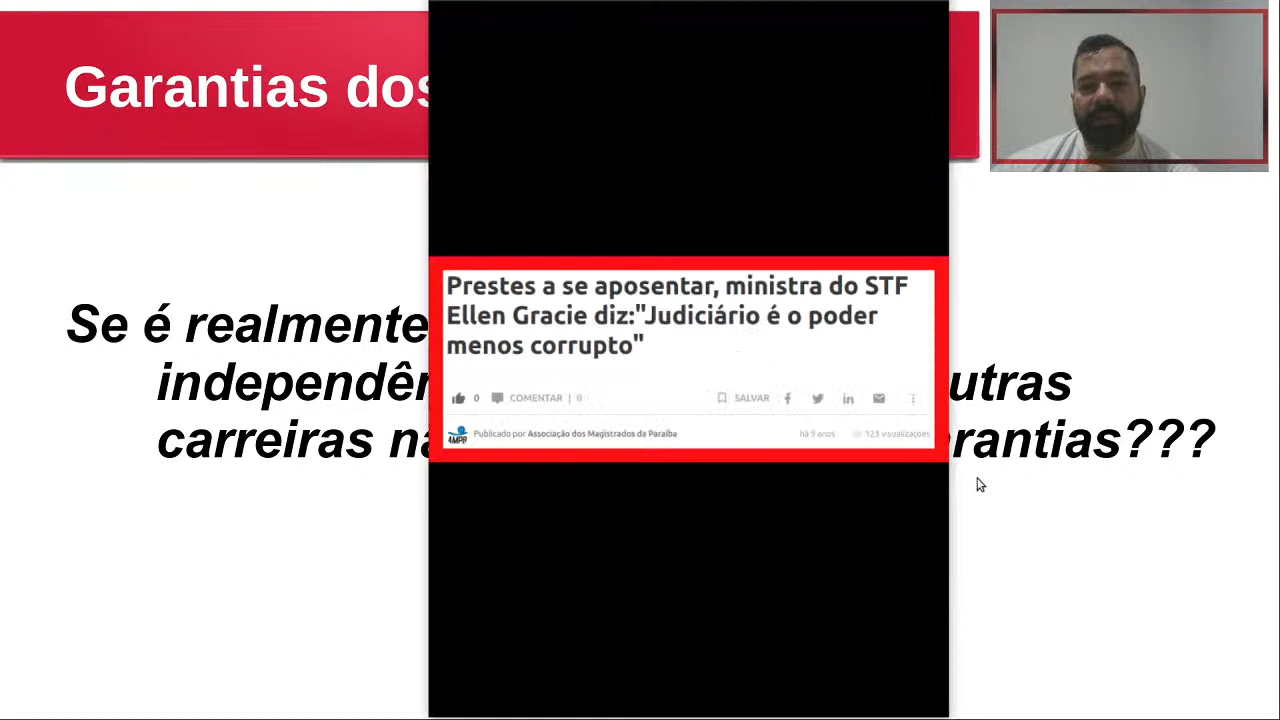 Garantias dos
Prestes a se aposentar, ministra do STF
Ellen Gracie diz:"Judiciário é o poder
menos corrupto"
0 COMENTAR | 0 SALVAR
AMPB Publicado por Associação dos Magistrados da Paraíba há 9 anos 123 visualizações
Se é realmente
independên utras
carreiras na rantias???